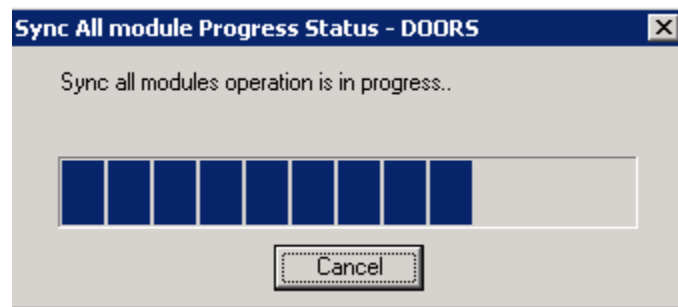 Sync All module Progress Status - DOORS
Sync all modules operation is in progress..
Cancel